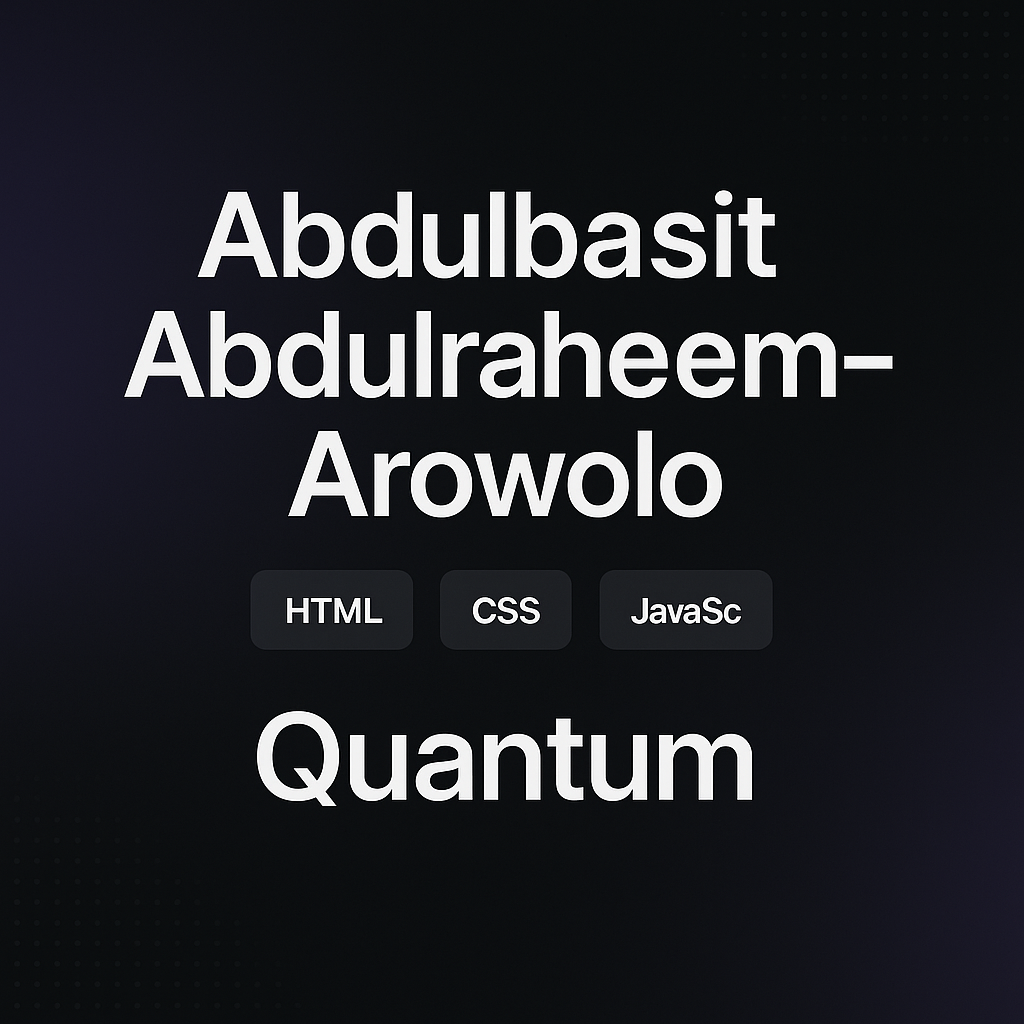 Abdulbasit
Abdulraheem–
Arowolo
HTML CSS JavaSc
Quantum